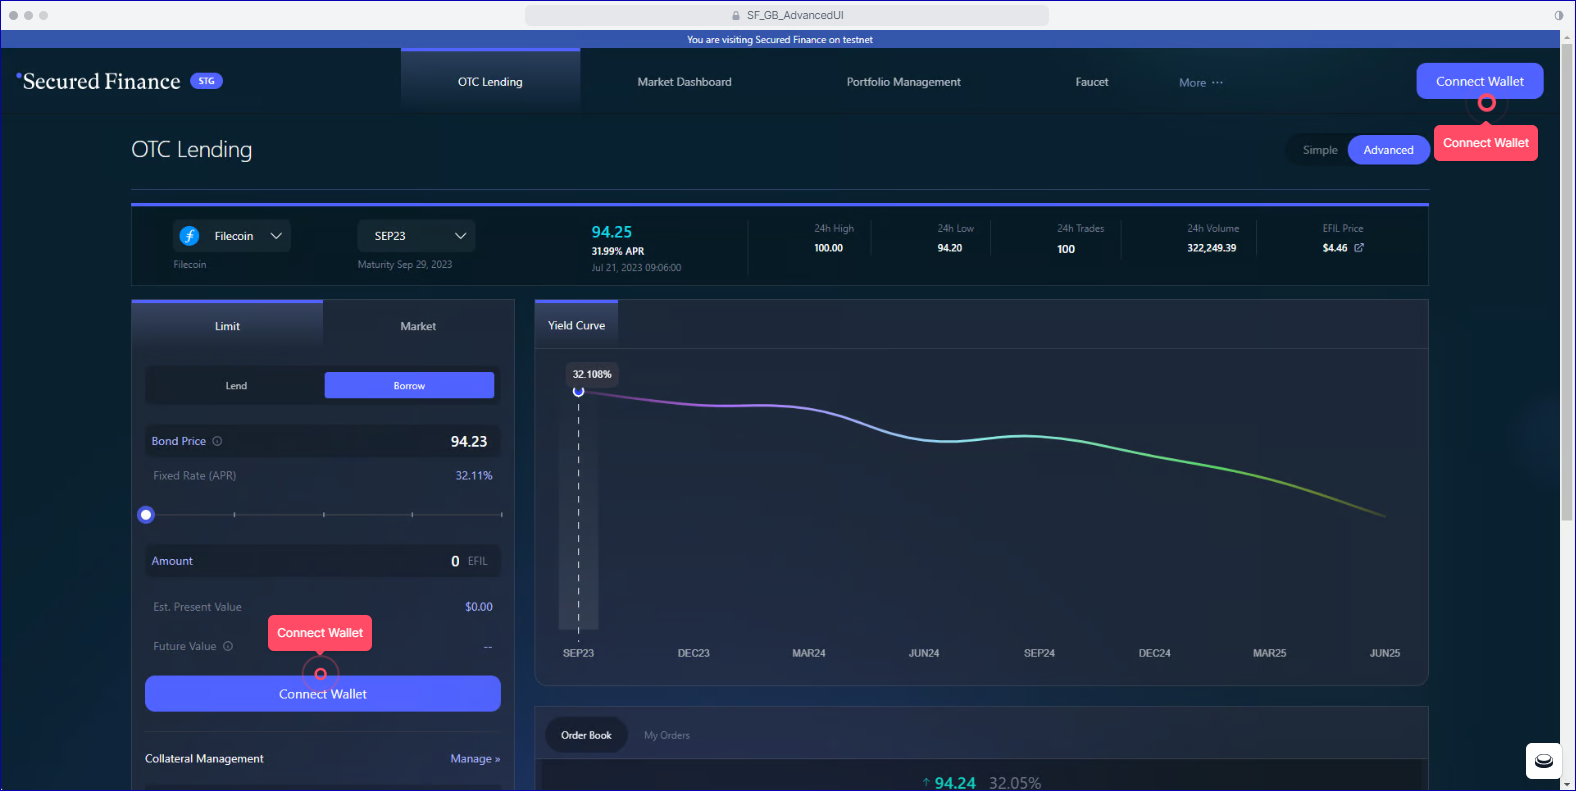 SF_GB_AdvancedUI
You are visiting Secured Finance on testnet
Secured Finance STG
OTC Lending
Market Dashboard
Portfolio Management
Faucet
More ···
Connect Wallet
Connect Wallet
OTC Lending
Simple
Advanced
Filecoin
Filecoin
SEP23
Maturity Sep 29, 2023
94.25
31.99% APR
Jul 21, 2023 09:06:00
24h High
100.00
24h Low
94.20
24h Trades
100
24h Volume
322,249.39
EFIL Price
$4.46
Limit
Market
Lend
Borrow
Bond Price
94.23
Fixed Rate (APR)
32.11%
Amount
0 EFIL
Est. Present Value
$0.00
Future Value
--
Connect Wallet
Connect Wallet
Collateral Management
Manage »
Yield Curve
32.108%
SEP23
DEC23
MAR24
JUN24
SEP24
DEC24
MAR25
JUN25
Order Book
My Orders
↑ 94.24 32.05%